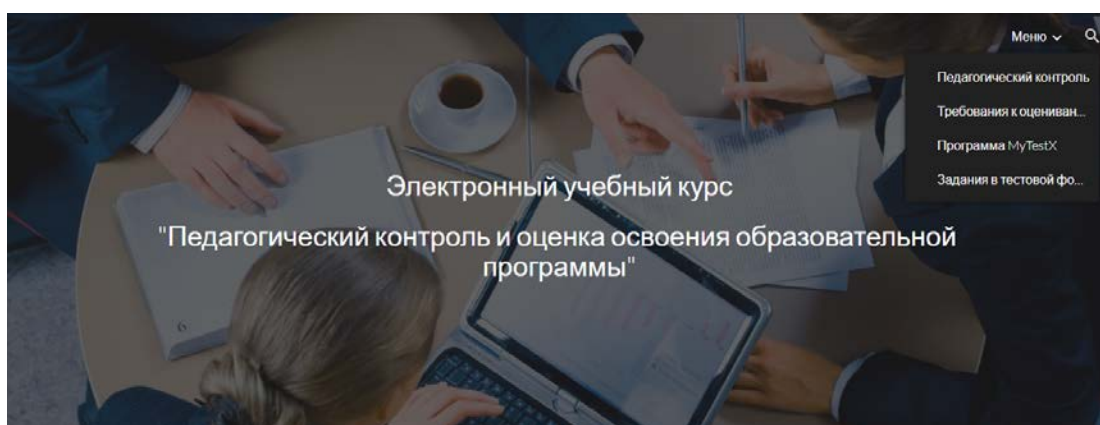 Меню
Педагогический контроль
Требования к оцениван...
Программа MyTestX
Задания в тестовой фо...
Электронный учебный курс
"Педагогический контроль и оценка освоения образовательной
программы"
6